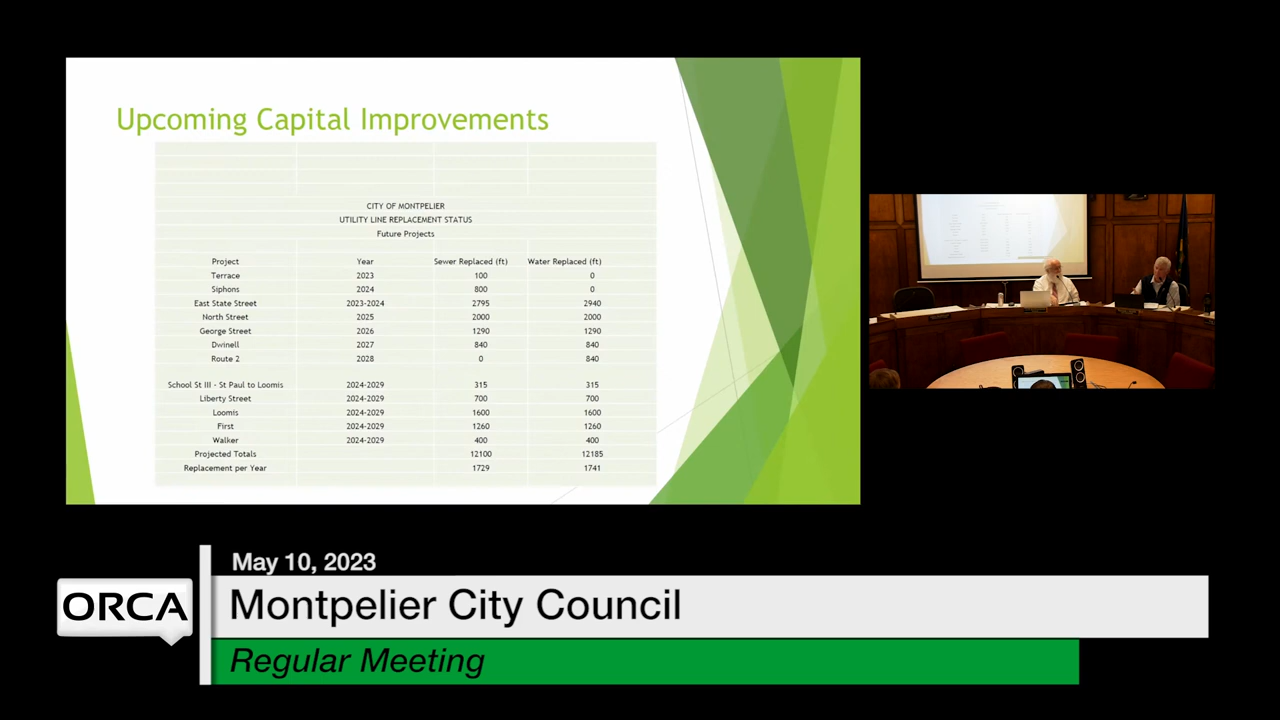 Upcoming Capital Improvements
CITY OF MONTPELIER
UTILITY LINE REPLACEMENT STATUS
Future Projects
Project Year Sewer Replaced (ft) Water Replaced (ft)
Terrace 2023 100 0
Siphons 2024 800 0
East State Street 2023-2024 2795 2940
North Street 2025 2000 2000
George Street 2026 1290 1290
Dwinell 2027 840 840
Route 2 2028 0 840
School St III - St Paul to Loomis 2024-2029 315 315
Liberty Street 2024-2029 700 700
Loomis 2024-2029 1600 1600
First 2024-2029 1260 1260
Walker 2024-2029 400 400
Projected Totals 12100 12185
Replacement per Year 1729 1741
May 10, 2023
ORCA
Montpelier City Council
Regular Meeting